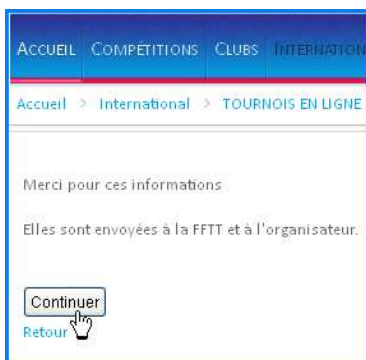 ACCUEIL COMPÉTITIONS CLUBS
Accueil > International > TOURNOIS EN LIGNE
Merci pour ces informations
Elles sont envoyées à la FFTT et à l'organisateur.
Continuer
Retour